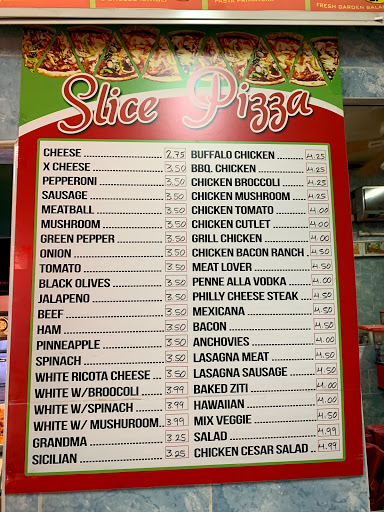 PASTA PRIMAVERA
FRESH GARDEN SALAD
Slice Pizza
CHEESE 2.75
X CHEESE 3.50
PEPPERONI 3.50
SAUSAGE 3.50
MEATBALL 3.50
MUSHROOM 3.50
GREEN PEPPER 3.50
ONION 3.50
TOMATO 3.50
BLACK OLIVES 3.50
JALAPENO 3.50
BEEF 3.50
HAM 3.50
PINNEAPPLE 3.50
SPINACH 3.50
WHITE RICOTA CHEESE 3.50
WHITE W/BROOCOLI 3.99
WHITE W/SPINACH 3.99
WHITE W/ MUSHUROOM 3.99
GRANDMA 3.25
SICILIAN 3.25
BUFFALO CHICKEN 4.25
BBQ. CHICKEN 4.25
CHICKEN BROCCOLI 4.25
CHICKEN MUSHROOM 4.25
CHICKEN TOMATO 4.00
CHICKEN CUTLET 4.00
GRILL CHICKEN 4.00
CHICKEN BACON RANCH 4.50
MEAT LOVER 4.50
PENNE ALLA VODKA 4.00
PHILLY CHEESE STEAK 4.50
MEXICANA 4.50
BACON 4.50
ANCHOVIES 4.00
LASAGNA MEAT 4.50
LASAGNA SAUSAGE 4.50
BAKED ZITI 4.00
HAWAIIAN 4.00
MIX VEGGIE 4.50
SALAD 4.99
CHICKEN CESAR SALAD 4.99